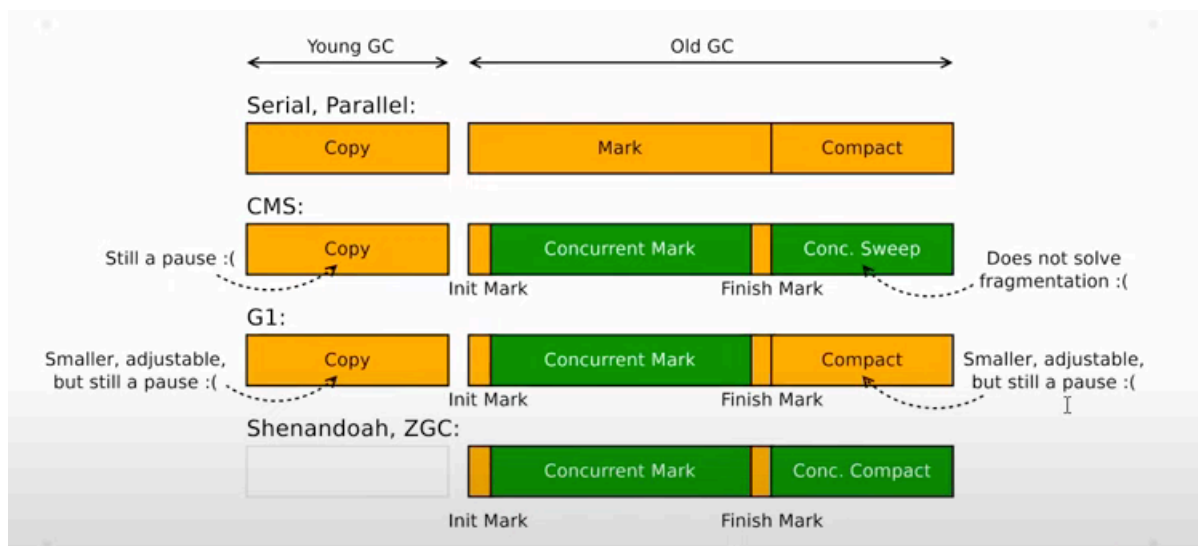 Young GC
Old GC
Serial, Parallel:
Copy
Mark
Compact
CMS:
Still a pause :(
Copy
Concurrent Mark
Conc. Sweep
Does not solve
fragmentation :(
Init Mark
Finish Mark
G1:
Smaller, adjustable,
but still a pause :(
Copy
Concurrent Mark
Compact
Smaller, adjustable,
but still a pause :(
Init Mark
Finish Mark
Shenandoah, ZGC:
Concurrent Mark
Conc. Compact
Init Mark
Finish Mark